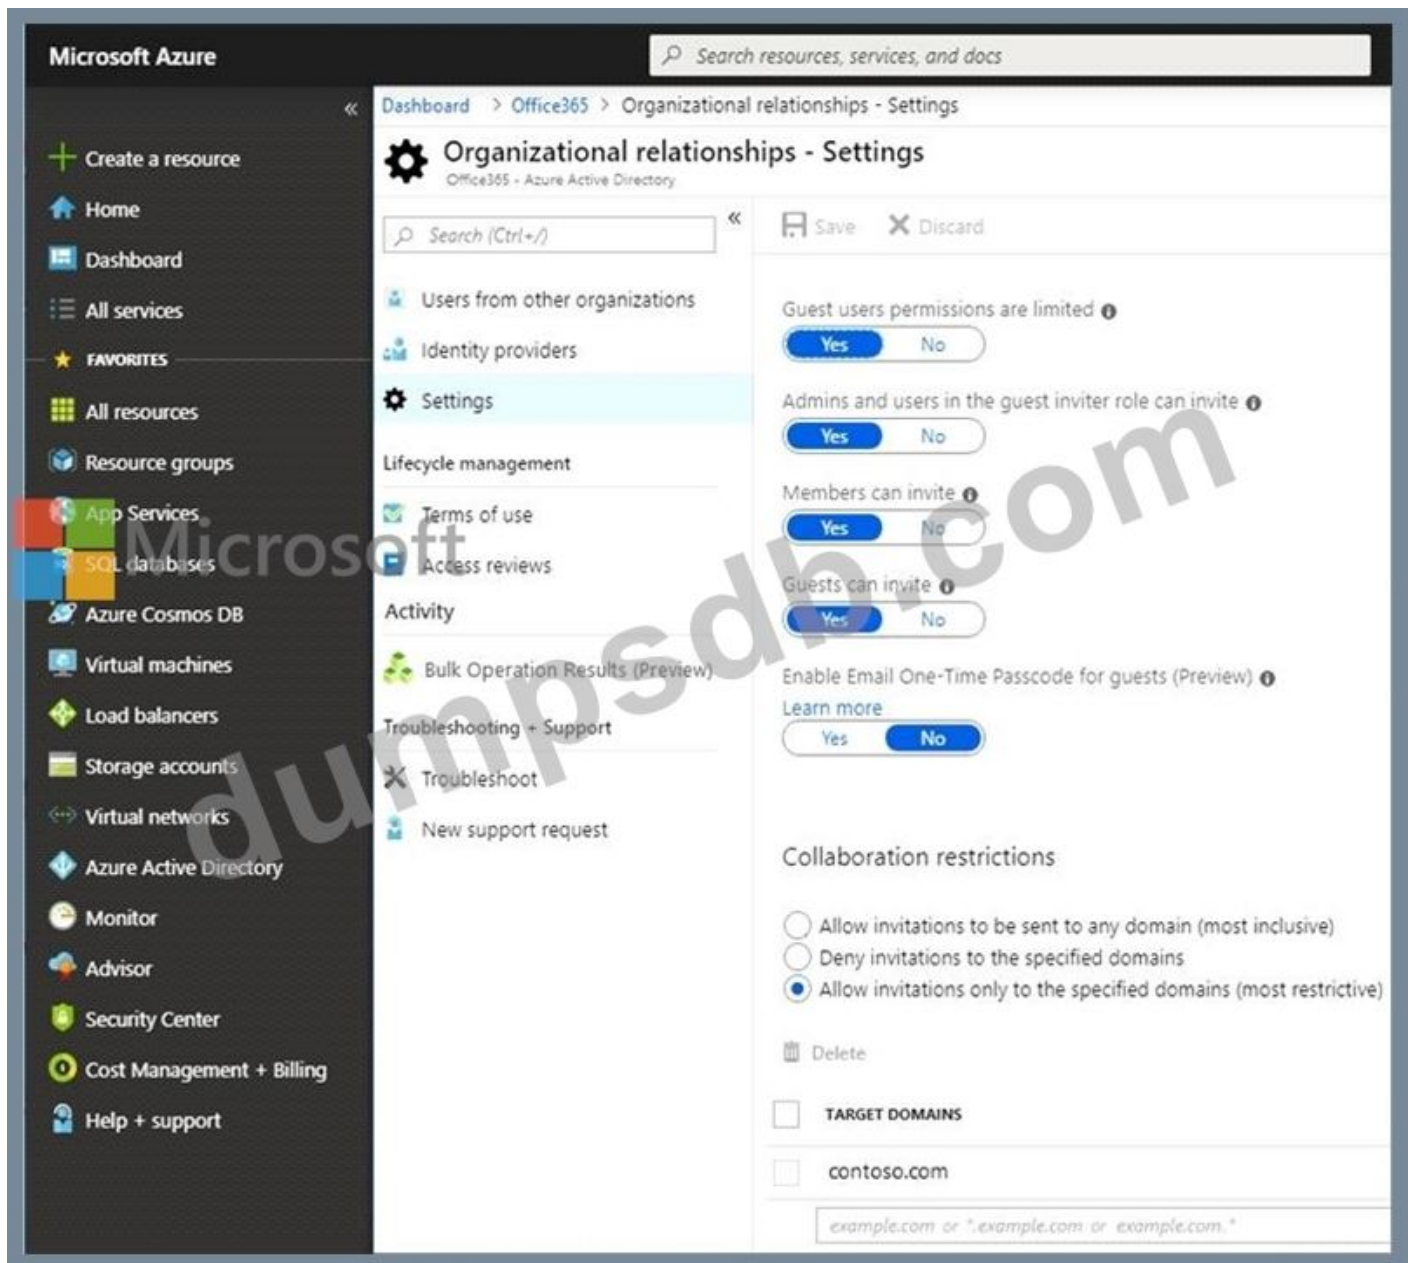 Microsoft Azure
Search resources, services, and docs
«
Dashboard > Office365 > Organizational relationships - Settings
Organizational relationships - Settings
Office365 - Azure Active Directory
Create a resource
Home
Dashboard
All services
FAVORITES
All resources
Resource groups
App Services
SQL databases
Azure Cosmos DB
Virtual machines
Load balancers
Storage accounts
Virtual networks
Azure Active Directory
Monitor
Advisor
Security Center
Cost Management + Billing
Help + support
Search (Ctrl+/)
«
Users from other organizations
Identity providers
Settings
Lifecycle management
Terms of use
Access reviews
Activity
Bulk Operation Results (Preview)
Troubleshooting + Support
Troubleshoot
New support request
Save Discard
Guest users permissions are limited
Yes No
Admins and users in the guest inviter role can invite
Yes No
Members can invite
Yes No
Guests can invite
Yes No
Enable Email One-Time Passcode for guests (Preview)
Learn more
Yes No
Collaboration restrictions
Allow invitations to be sent to any domain (most inclusive)
Deny invitations to the specified domains
Allow invitations only to the specified domains (most restrictive)
Delete
TARGET DOMAINS
contoso.com
example.com or *.example.com or example.com.*
Microsoft
dumpsdb.com